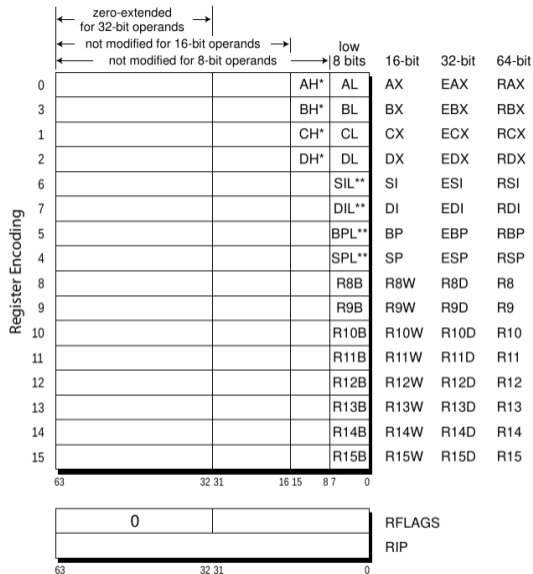 zero-extended
for 32-bit operands
not modified for 16-bit operands
low
not modified for 8-bit operands 8 bits 16-bit 32-bit 64-bit
0 AH* AL AX EAX RAX
3 BH* BL BX EBX RBX
1 CH* CL CX ECX RCX
2 DH* DL DX EDX RDX
6 SIL** SI ESI RSI
7 DIL** DI EDI RDI
5 BPL** BP EBP RBP
4 SPL** SP ESP RSP
8 R8B R8W R8D R8
9 R9B R9W R9D R9
10 R10B R10W R10D R10
11 R11B R11W R11D R11
12 R12B R12W R12D R12
13 R13B R13W R13D R13
14 R14B R14W R14D R14
15 R15B R15W R15D R15
Register Encoding
63 32 31 16 15 8 7 0
0 RFLAGS
RIP
63 32 31 0